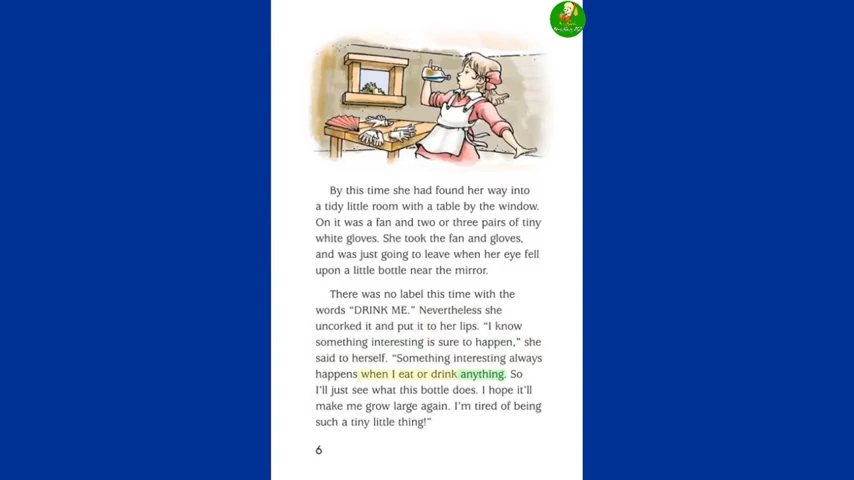 By this time she had found her way into
a tidy little room with a table by the window.
On it was a fan and two or three pairs of tiny
white gloves. She took the fan and gloves,
and was just going to leave when her eye fell
upon a little bottle near the mirror.
There was no label this time with the
words “DRINK ME.” Nevertheless she
uncorked it and put it to her lips. “I know
something interesting is sure to happen,” she
said to herself. “Something interesting always
happens when I eat or drink anything. So
I’ll just see what this bottle does. I hope it’ll
make me grow large again. I’m tired of being
such a tiny little thing!”
6